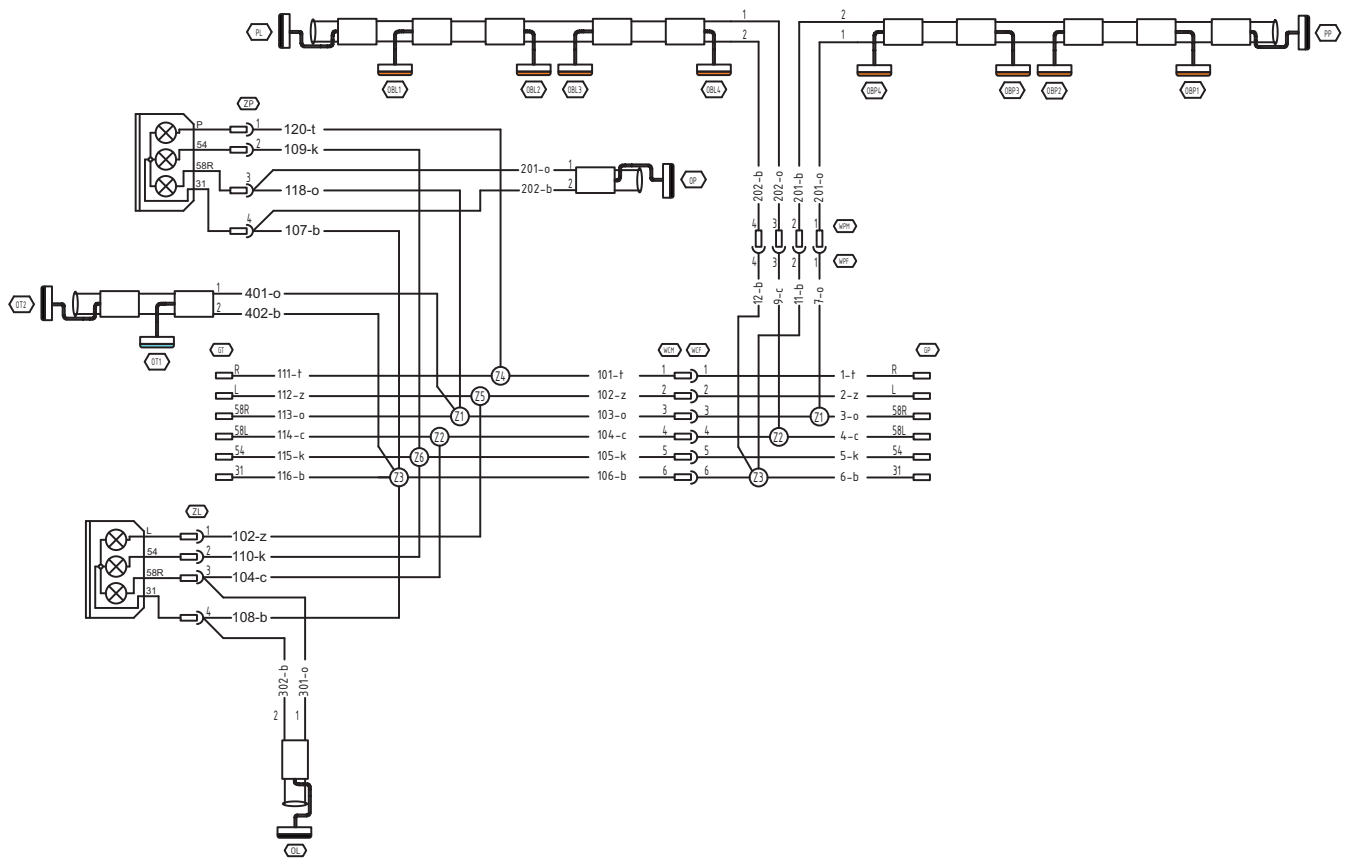 PL
OBL1
OBL2
OBL3
OBL4
1
2
2
1
OBP4
OBP3
OBP2
OBP1
PP
ZP
P 1 120-t
54 2 109-k
58R 3 118-o
31 4 107-b
201-o 1
202-b 2
OP
202-b
202-o
201-b
201-o
4 3 2 1
WPM
4 3 2 1
WPF
12-b
9-c
11-b
7-o
OT2
OT1
1 401-o
2 402-b
GT
WCM
WCF
GP
R 111-t Z4 101-t 1 1 1-t R
L 112-z Z5 102-z 2 2 2-z L
58R 113-o Z1 103-o 3 3 Z1 3-o 58R
58L 114-c Z2 104-c 4 4 Z2 4-c 58L
54 115-k Z6 105-k 5 5 5-k 54
31 116-b Z3 106-b 6 6 Z3 6-b 31
ZL
L 1 102-z
54 2 110-k
58R 3 104-c
31 4 108-b
302-b
301-o
2 1
OL